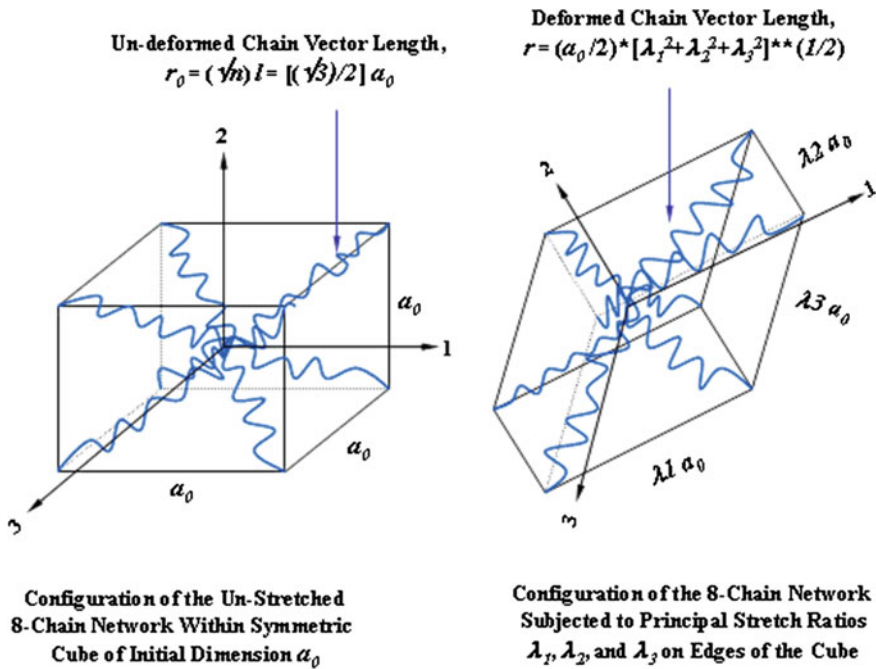 Un-deformed Chain Vector Length,
r₀ = (√n) l = [(√3)/2] a₀
2
a₀
1
a₀
a₀
3
Configuration of the Un-Stretched
8-Chain Network Within Symmetric
Cube of Initial Dimension a₀
Deformed Chain Vector Length,
r = (a₀/2)*[λ₁²+λ₂²+λ₃²]**(1/2)
2
λ2 a₀
1
λ3 a₀
λ1 a₀
3
Configuration of the 8-Chain Network
Subjected to Principal Stretch Ratios
λ₁, λ₂, and λ₃ on Edges of the Cube